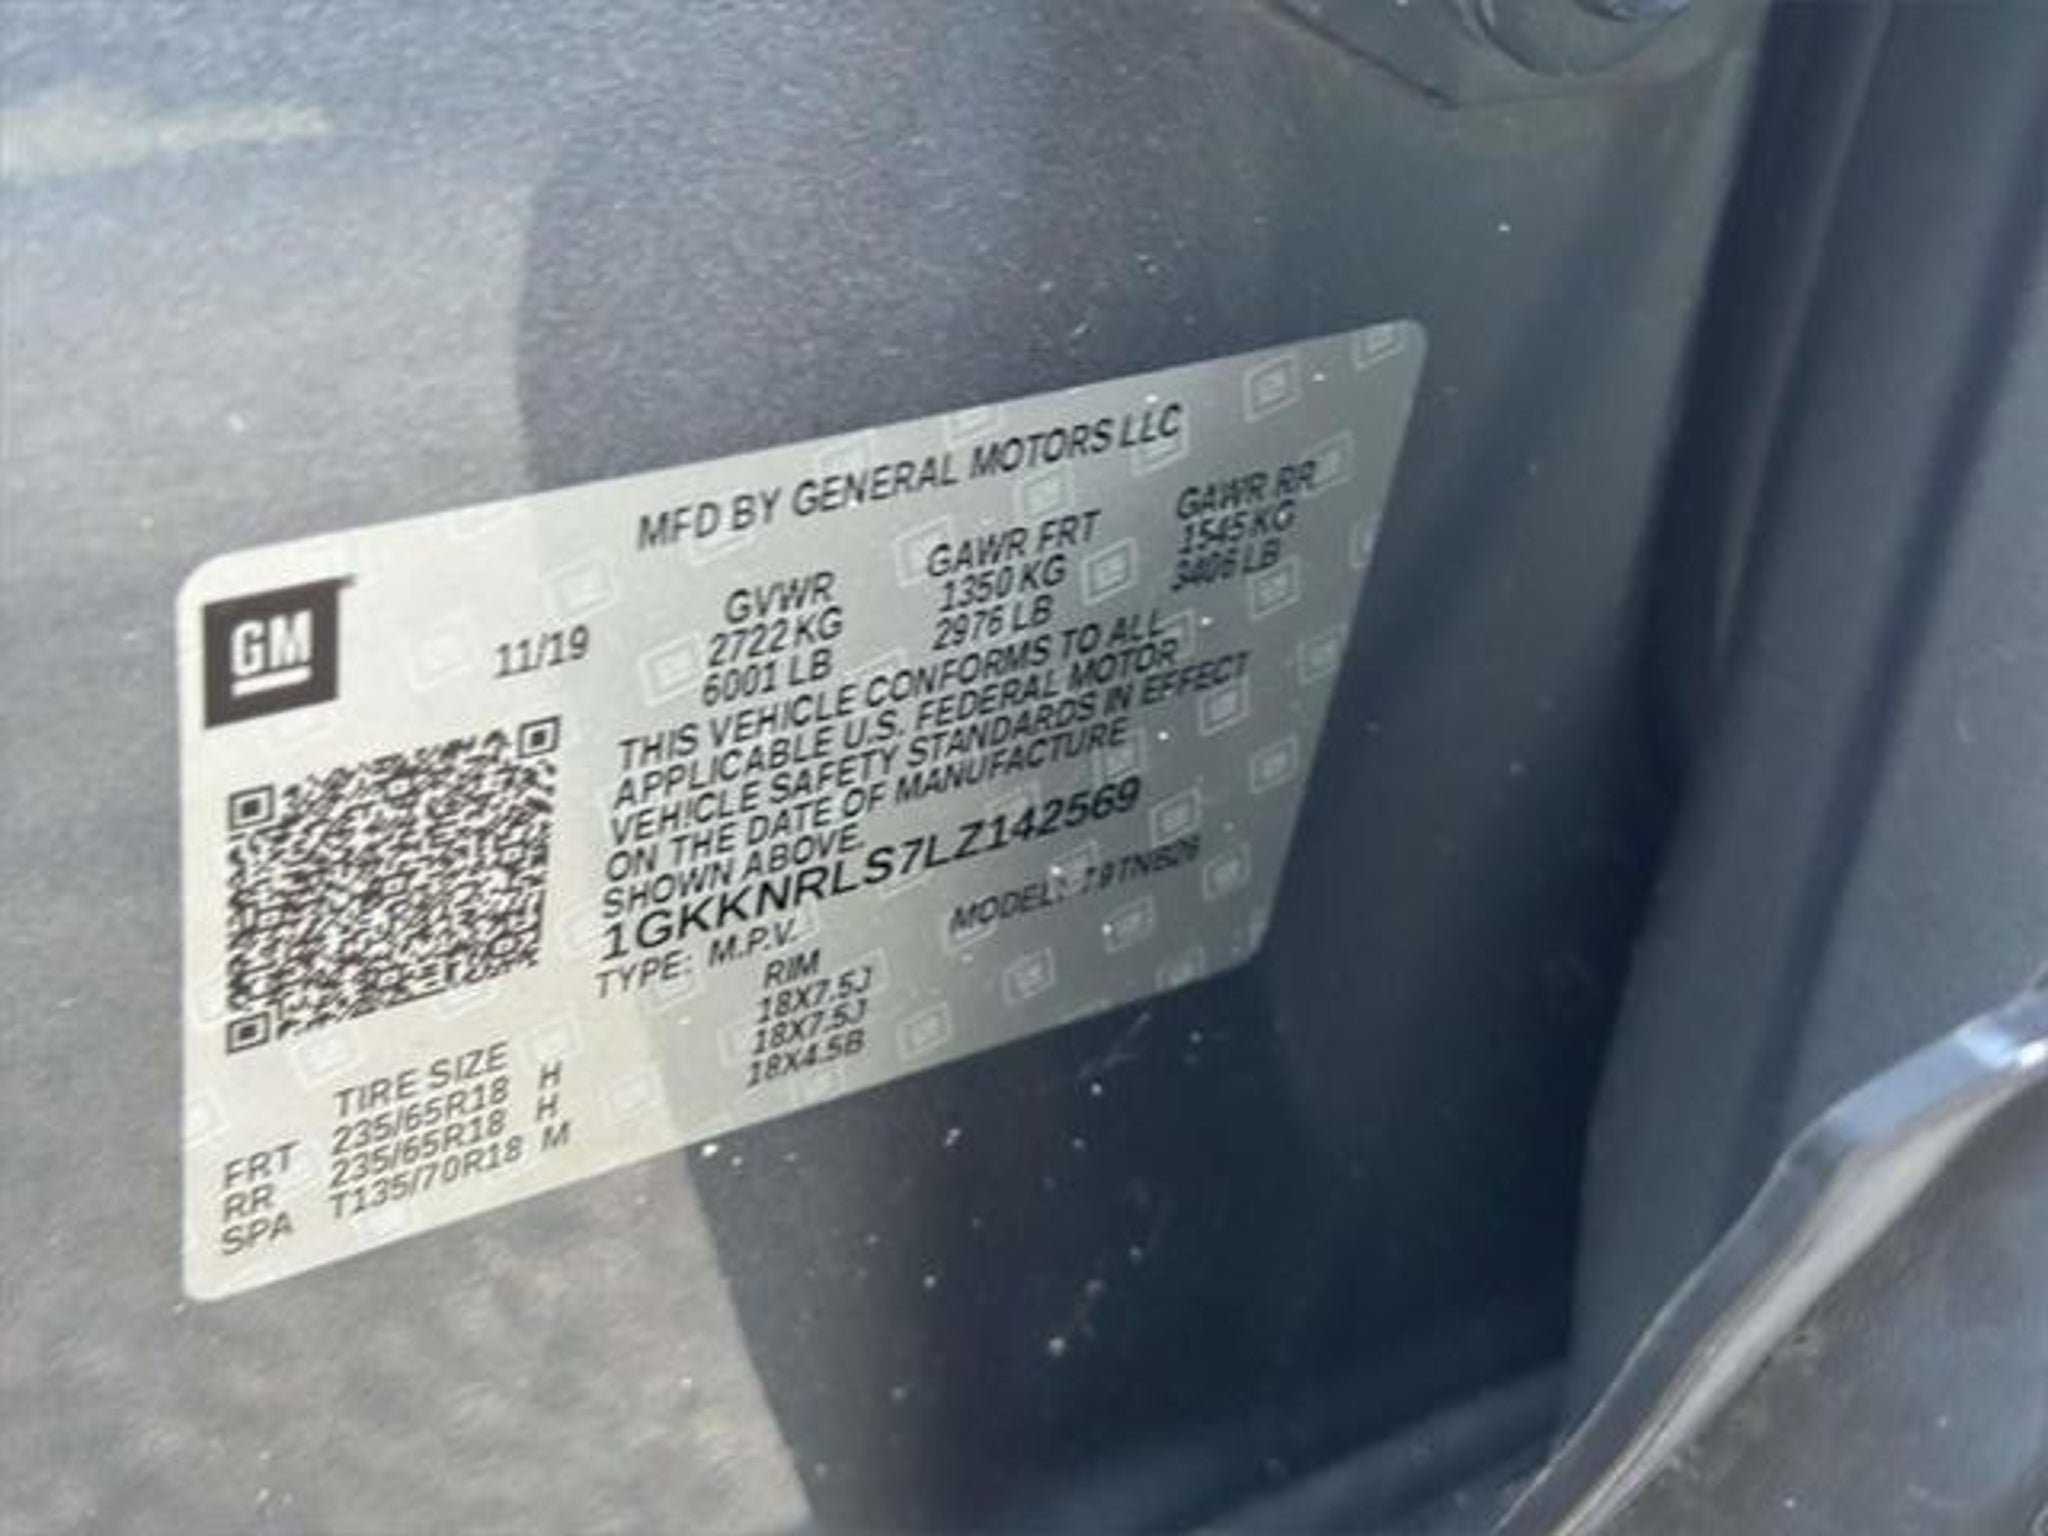 MFD BY GENERAL MOTORS LLC
GM
11/19
GVWR GAWR FRT GAWR RR
2722 KG 1350 KG 1545 KG
6001 LB 2976 LB 3406 LB
THIS VEHICLE CONFORMS TO ALL
APPLICABLE U.S. FEDERAL MOTOR
VEHICLE SAFETY STANDARDS IN EFFECT
ON THE DATE OF MANUFACTURE
SHOWN ABOVE.
1GKKNRLS7LZ142569
TYPE: M.P.V. MODEL:
TIRE SIZE RIM
FRT 235/65R18 H 18X7.5J
RR 235/65R18 H 18X7.5J
SPA T135/70R18 M 18X4.5B